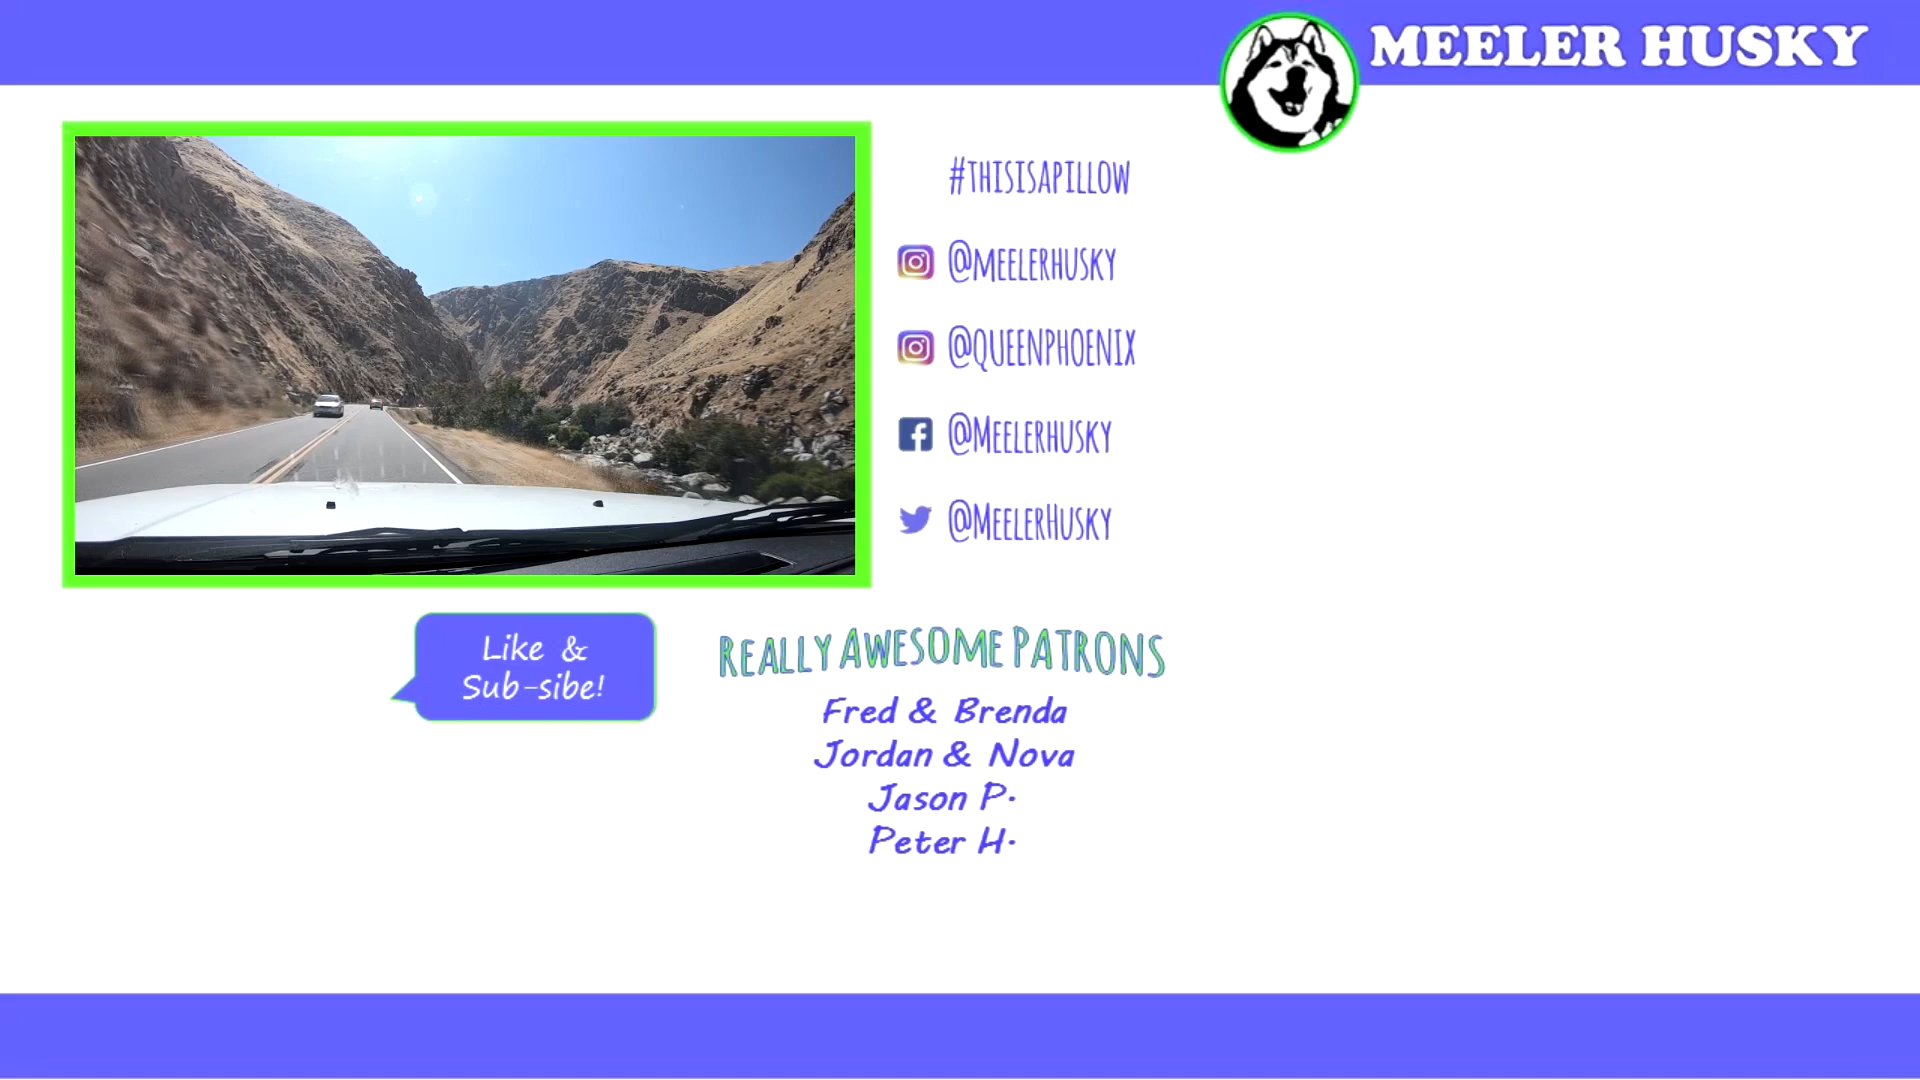 MEELER HUSKY
#THISISAPILLOW
@MEELERHUSKY
@QUEENPHOENIX
@MEELERHUSKY
@MEELERHUSKY
Like &
Sub-sibe!
REALLY AWESOME PATRONS
Fred & Brenda
Jordan & Nova
Jason P.
Peter H.